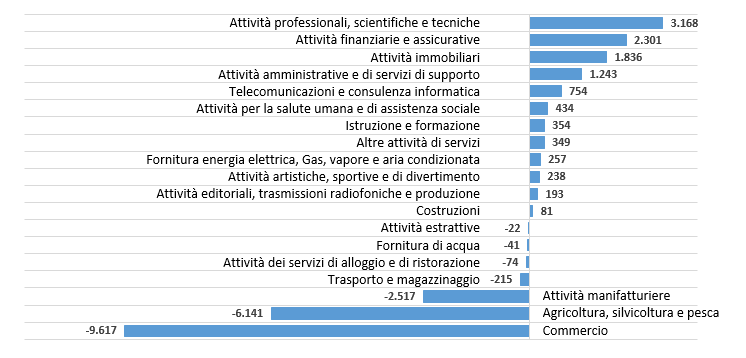 Attività professionali, scientifiche e tecniche 3.168
Attività finanziarie e assicurative 2.301
Attività immobiliari 1.836
Attività amministrative e di servizi di supporto 1.243
Telecomunicazioni e consulenza informatica 754
Attività per la salute umana e di assistenza sociale 434
Istruzione e formazione 354
Altre attività di servizi 349
Fornitura energia elettrica, Gas, vapore e aria condizionata 257
Attività artistiche, sportive e di divertimento 238
Attività editoriali, trasmissioni radiofoniche e produzione 193
Costruzioni 81
Attività estrattive -22
Fornitura di acqua -41
Attività dei servizi di alloggio e di ristorazione -74
Trasporto e magazzinaggio -215
-2.517 Attività manifatturiere
-6.141 Agricoltura, silvicoltura e pesca
-9.617 Commercio